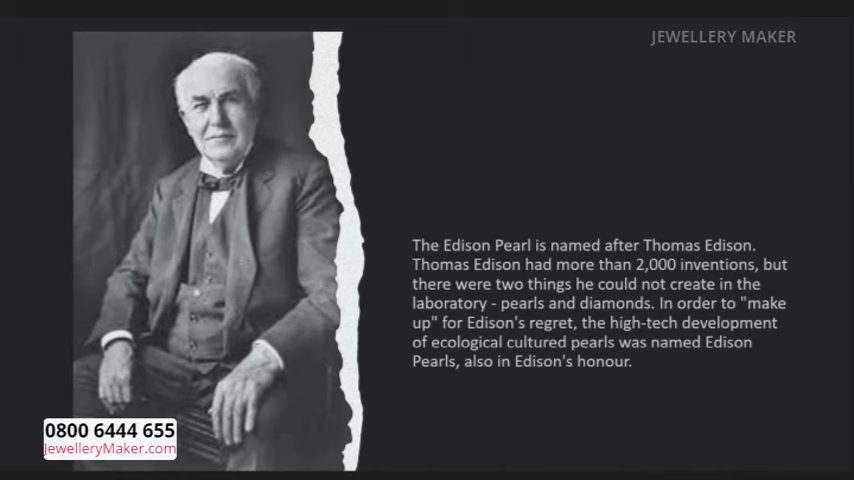 JEWELLERY MAKER
The Edison Pearl is named after Thomas Edison.
Thomas Edison had more than 2,000 inventions, but
there were two things he could not create in the
laboratory - pearls and diamonds. In order to "make
up" for Edison's regret, the high-tech development
of ecological cultured pearls was named Edison
Pearls, also in Edison's honour.
0800 6444 655
JewelleryMaker.com